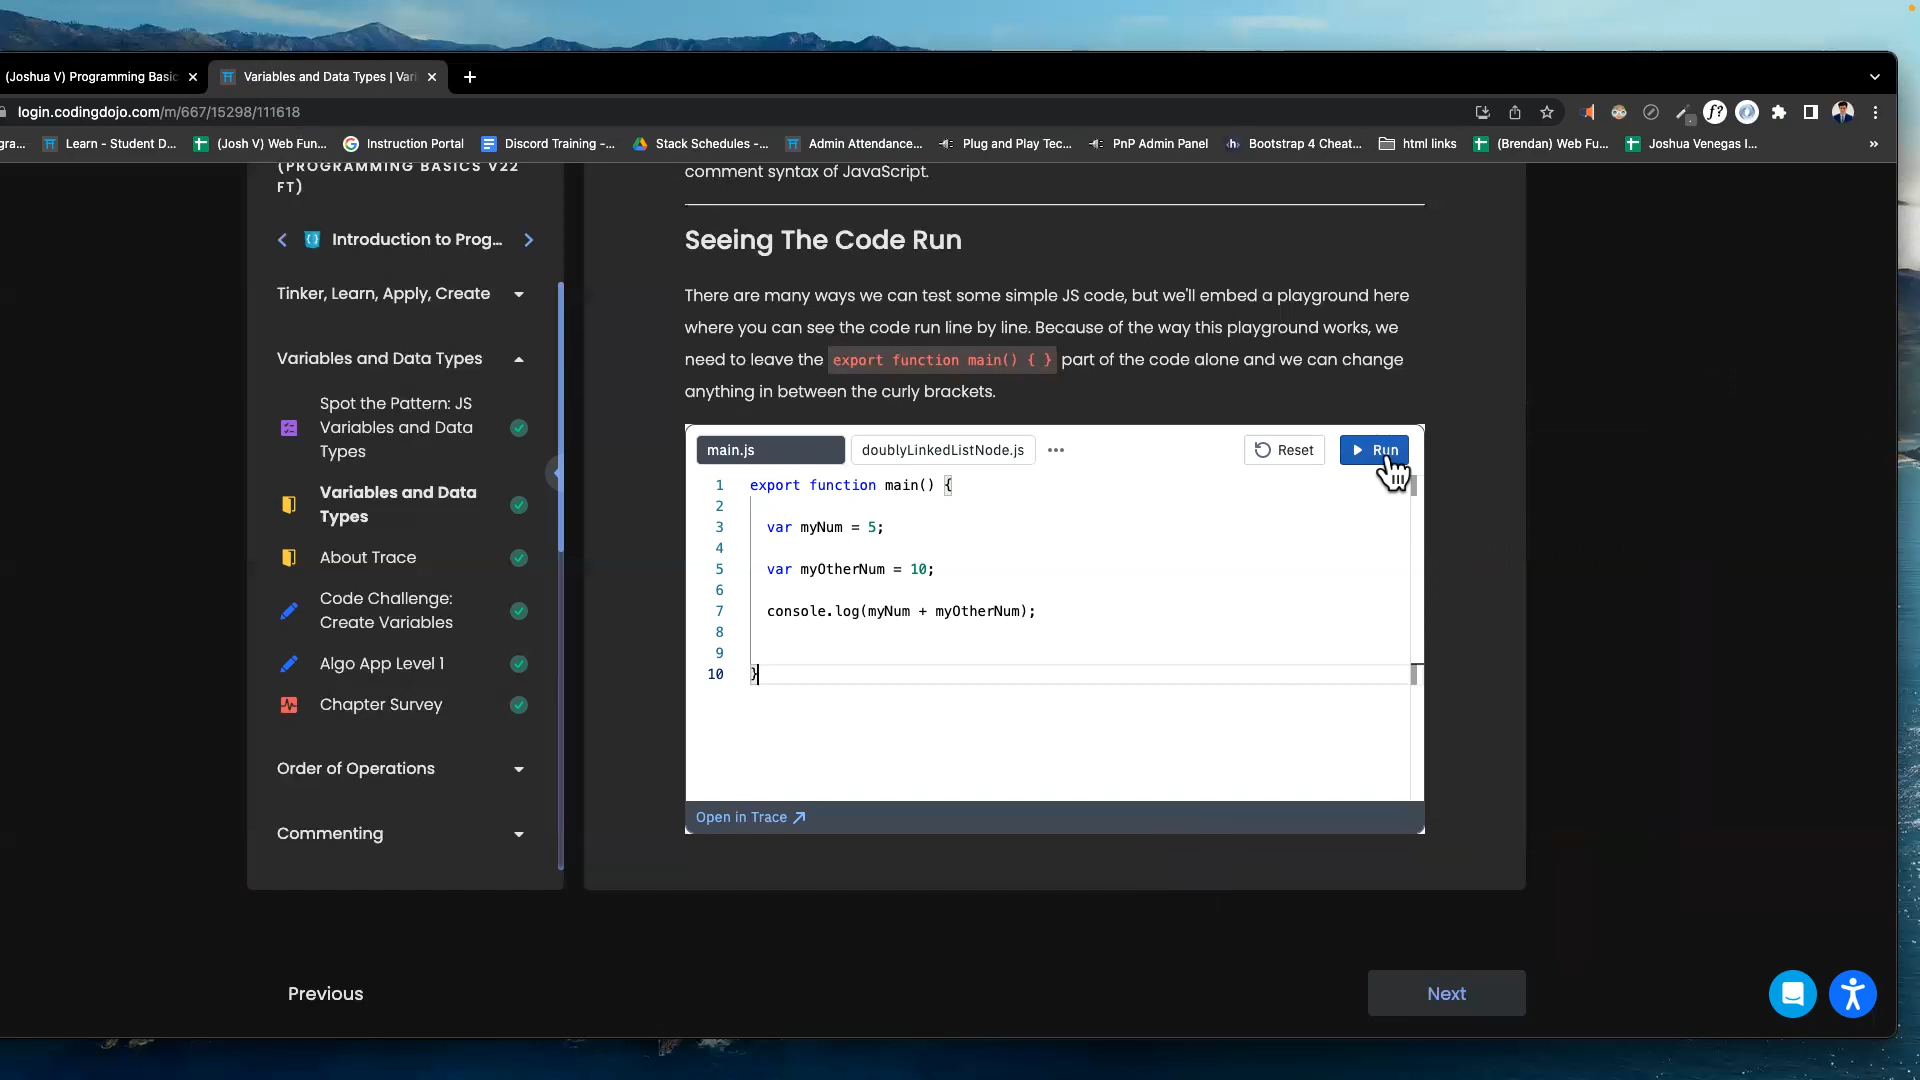 (Joshua V) Programming Basic
Variables and Data Types | Vari
login.codingdojo.com/m/667/15298/111618
gra...
Learn - Student D...
(Josh V) Web Fun...
Instruction Portal
Discord Training -...
Stack Schedules -...
Admin Attendance...
Plug and Play Tec...
PnP Admin Panel
Bootstrap 4 Cheat...
html links
(Brendan) Web Fu...
Joshua Venegas I...
»
(PROGRAMMING BASICS V22
FT)
Introduction to Prog...
Tinker, Learn, Apply, Create
Variables and Data Types
Spot the Pattern: JS
Variables and Data
Types
Variables and Data
Types
About Trace
Code Challenge:
Create Variables
Algo App Level 1
Chapter Survey
Order of Operations
Commenting
comment syntax of JavaScript.
Seeing The Code Run
There are many ways we can test some simple JS code, but we'll embed a playground here
where you can see the code run line by line. Because of the way this playground works, we
need to leave the export function main() { } part of the code alone and we can change
anything in between the curly brackets.
main.js
doublyLinkedListNode.js
Reset
Run
1 export function main() {
2
3 var myNum = 5;
4
5 var myOtherNum = 10;
6
7 console.log(myNum + myOtherNum);
8
9
10 }
Open in Trace
Previous
Next